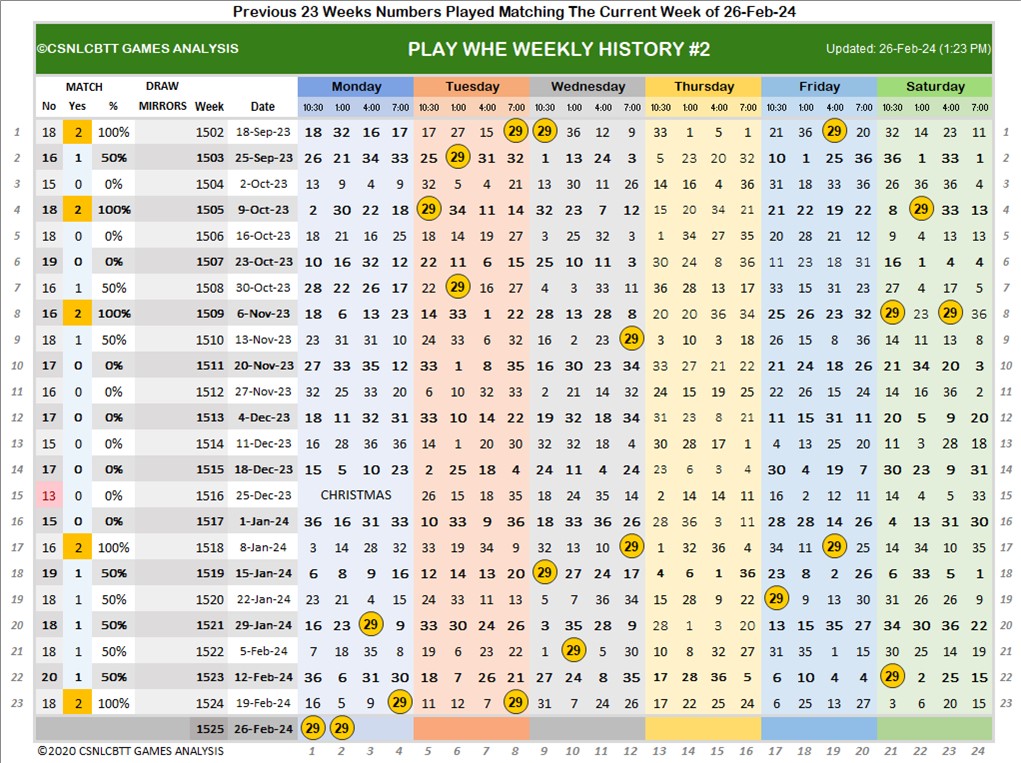 Previous 23 Weeks Numbers Played Matching The Current Week of 26-Feb-24
©CSNLCBTT GAMES ANALYSIS PLAY WHE WEEKLY HISTORY #2 Updated: 26-Feb-24 (1:23 PM)
MATCH DRAW Monday Tuesday Wednesday Thursday Friday Saturday
No Yes % MIRRORS Week Date 10:30 1:00 4:00 7:00 10:30 1:00 4:00 7:00 10:30 1:00 4:00 7:00 10:30 1:00 4:00 7:00 10:30 1:00 4:00 7:00 10:30 1:00 4:00 7:00
1 18 2 100% 1502 18-Sep-23 18 32 16 17 17 27 15 29 29 36 12 9 33 1 5 1 21 36 29 20 32 14 23 11 1
2 16 1 50% 1503 25-Sep-23 26 21 34 33 25 29 31 32 1 13 24 3 5 23 20 32 10 1 25 36 36 1 33 1 2
3 15 0 0% 1504 2-Oct-23 13 9 4 9 32 5 4 21 13 30 11 26 14 16 4 36 31 18 33 36 26 36 36 4 3
4 18 2 100% 1505 9-Oct-23 2 30 22 18 29 34 11 14 32 23 7 12 15 20 34 21 21 22 19 22 8 29 33 13 4
5 18 0 0% 1506 16-Oct-23 18 21 16 25 18 14 19 27 3 25 32 3 1 34 27 35 20 28 21 12 9 4 13 13 5
6 19 0 0% 1507 23-Oct-23 10 16 32 12 22 11 6 15 25 10 11 3 30 24 8 36 11 23 18 31 16 1 4 4 6
7 16 1 50% 1508 30-Oct-23 28 22 26 17 22 29 16 27 4 3 33 11 36 28 13 17 33 15 31 23 27 4 17 5 7
8 16 2 100% 1509 6-Nov-23 18 6 13 23 14 33 1 22 28 13 28 8 20 20 36 34 25 26 23 32 29 23 29 36 8
9 18 1 50% 1510 13-Nov-23 23 31 31 10 24 33 6 32 16 2 23 29 3 10 3 18 26 15 8 36 14 11 13 8 9
10 17 0 0% 1511 20-Nov-23 27 33 35 12 33 1 8 35 16 30 23 34 33 27 21 22 21 24 18 26 21 34 20 3 10
11 16 0 0% 1512 27-Nov-23 32 25 33 20 6 10 32 33 2 21 14 32 24 15 19 25 22 26 15 24 14 16 36 2 11
12 17 0 0% 1513 4-Dec-23 18 11 32 31 33 10 14 22 19 32 18 34 31 23 8 21 11 15 31 11 20 5 9 20 12
13 15 0 0% 1514 11-Dec-23 16 28 36 36 14 1 20 30 32 32 18 4 30 28 17 1 4 13 25 20 11 3 28 18 13
14 17 0 0% 1515 18-Dec-23 15 5 10 23 2 25 18 4 24 11 4 24 23 6 3 4 30 4 19 7 30 23 9 31 14
15 13 0 0% 1516 25-Dec-23 CHRISTMAS 26 15 18 35 18 24 35 14 2 14 14 11 16 2 12 11 14 4 5 33 15
16 15 0 0% 1517 1-Jan-24 36 16 31 33 10 33 9 36 18 33 36 26 28 36 3 11 28 28 14 26 4 13 31 30 16
17 16 2 100% 1518 8-Jan-24 3 14 28 32 33 19 34 9 32 13 10 29 1 32 36 4 34 11 29 25 14 34 10 35 17
18 19 1 50% 1519 15-Jan-24 6 8 9 16 12 14 13 20 29 27 24 17 4 6 1 36 23 8 2 26 6 33 5 1 18
19 18 1 50% 1520 22-Jan-24 23 21 4 15 24 33 11 13 5 7 36 34 15 28 9 22 29 9 13 30 31 26 26 9 19
20 18 1 50% 1521 29-Jan-24 16 23 29 9 33 30 24 26 3 35 28 9 28 1 3 20 13 15 35 27 34 30 36 22 20
21 18 1 50% 1522 5-Feb-24 7 18 35 8 19 6 23 22 1 29 5 30 10 8 32 27 31 35 1 15 30 25 14 19 21
22 20 1 50% 1523 12-Feb-24 36 6 31 30 18 7 26 21 27 24 8 35 17 28 36 5 6 10 4 4 29 2 25 15 22
23 18 2 100% 1524 19-Feb-24 16 5 9 29 11 12 7 29 31 7 24 26 17 22 25 24 6 25 13 27 3 6 20 15 23
1525 26-Feb-24 29 29
©2020 CSNLCBTT GAMES ANALYSIS 1 2 3 4 5 6 7 8 9 10 11 12 13 14 15 16 17 18 19 20 21 22 23 24